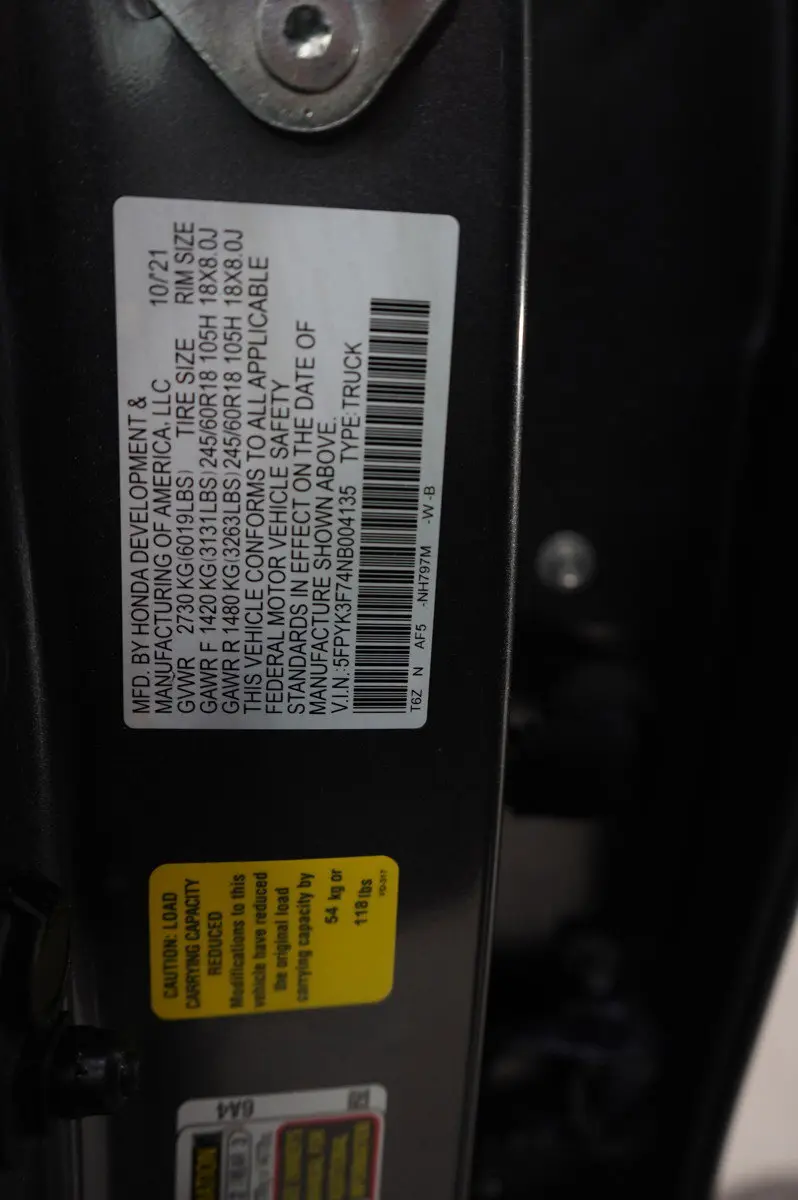 MFD. BY HONDA DEVELOPMENT &
MANUFACTURING OF AMERICA, LLC 10/'21
GVWR 2730 KG(6019LBS) TIRE SIZE RIM SIZE
GAWR F 1420 KG(3131LBS) 245/60R18 105H 18X8.0J
GAWR R 1480 KG(3263LBS) 245/60R18 105H 18X8.0J
THIS VEHICLE CONFORMS TO ALL APPLICABLE
FEDERAL MOTOR VEHICLE SAFETY
STANDARDS IN EFFECT ON THE DATE OF
MANUFACTURE SHOWN ABOVE.
V.I.N.:5FPYK3F74NB004135 TYPE:TRUCK
T6Z N AF5 -NH797M -W -B
CAUTION: LOAD
CARRYING CAPACITY
REDUCED
Modifications to this
vehicle have reduced
the original load
carrying capacity by
54 kg or
118 lbs
6A4